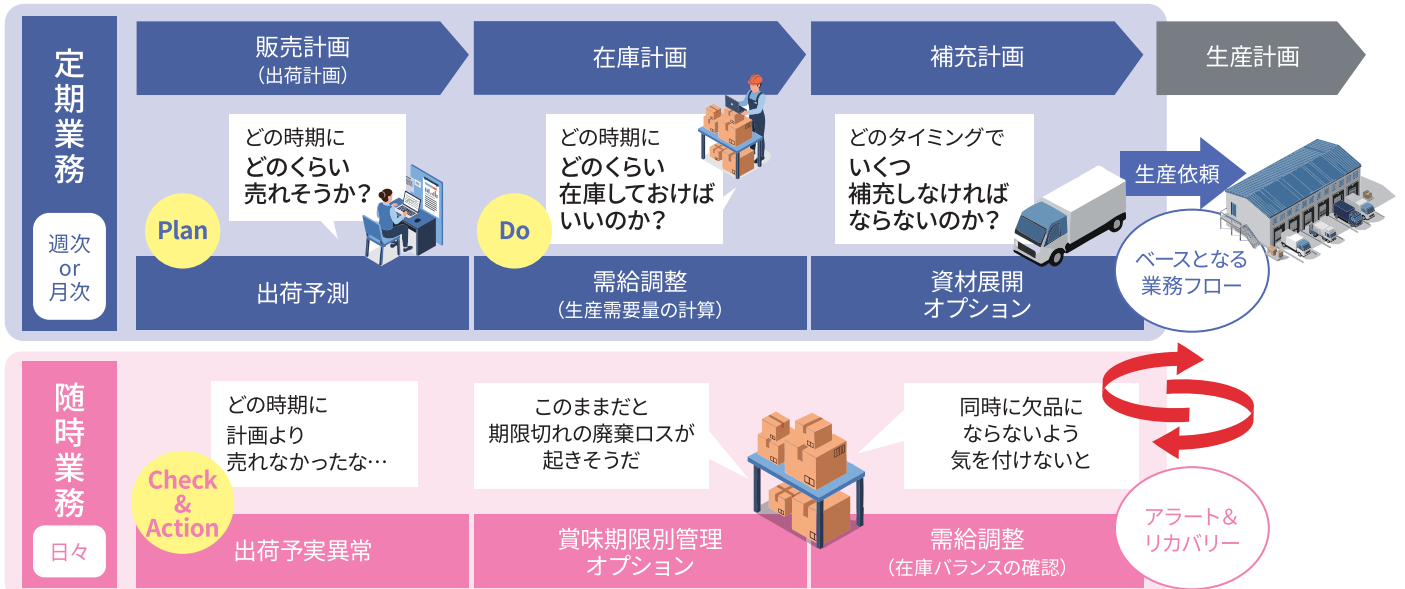 定期業務
週次
or
月次
販売計画
（出荷計画）
在庫計画
補充計画
生産計画
どの時期に
どのくらい
売れそうか？
Plan
どの時期に
どのくらい
在庫しておけば
いいのか？
Do
どのタイミングで
いくつ
補充しなければ
ならないのか？
生産依頼
出荷予測
需給調整
（生産需要量の計算）
資材展開
オプション
ベースとなる
業務フロー
随時業務
日々
どの時期に
計画より
売れなかったな…
Check
&
Action
このままだと
期限切れの廃棄ロスが
起きそうだ
同時に欠品に
ならないよう
気を付けないと
出荷予実異常
賞味期限別管理
オプション
需給調整
（在庫バランスの確認）
アラート＆
リカバリー